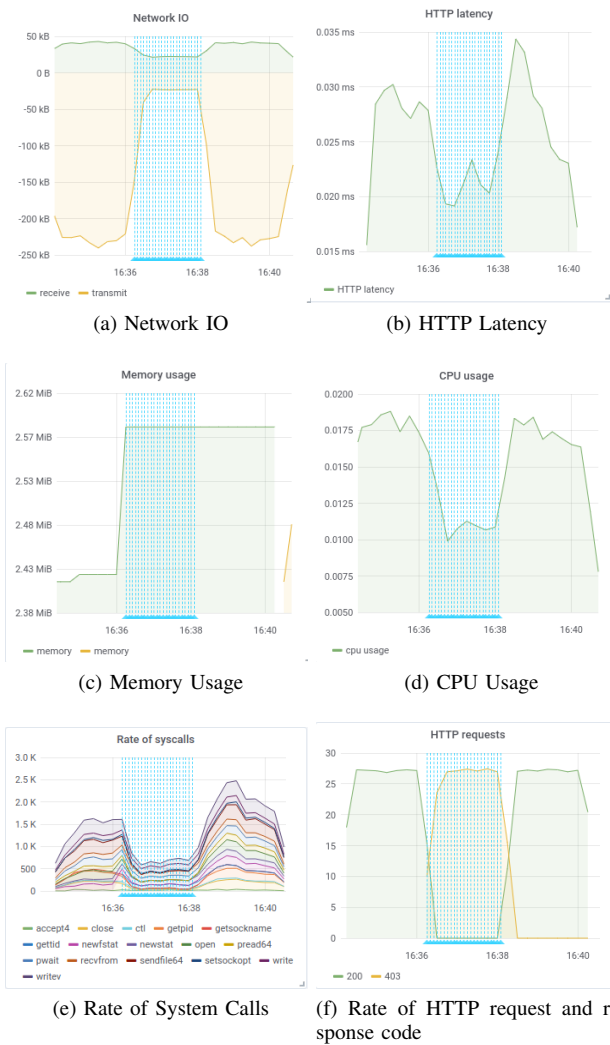 Network IO
50 kB
0 B
-50 kB
-100 kB
-150 kB
-200 kB
-250 kB
16:36 16:38 16:40
receive transmit
(a) Network IO
HTTP latency
0.035 ms
0.030 ms
0.025 ms
0.020 ms
0.015 ms
16:36 16:38 16:40
HTTP latency
(b) HTTP Latency
Memory usage
2.62 MiB
2.57 MiB
2.53 MiB
2.48 MiB
2.43 MiB
2.38 MiB
16:36 16:38 16:40
memory memory
(c) Memory Usage
CPU usage
0.0200
0.0175
0.0150
0.0125
0.0100
0.0075
0.0050
16:36 16:38 16:40
cpu usage
(d) CPU Usage
Rate of syscalls
3.0 K
2.5 K
2.0 K
1.5 K
1.0 K
500
0
16:36 16:38 16:40
accept4 close ctl getpid getsockname
gettid newfstat newstat open pread64
pwait recvfrom sendfile64 setsockopt write
writev
(e) Rate of System Calls
HTTP requests
30
25
20
15
10
5
0
16:36 16:38 16:40
200 403
(f) Rate of HTTP request and r
sponse code